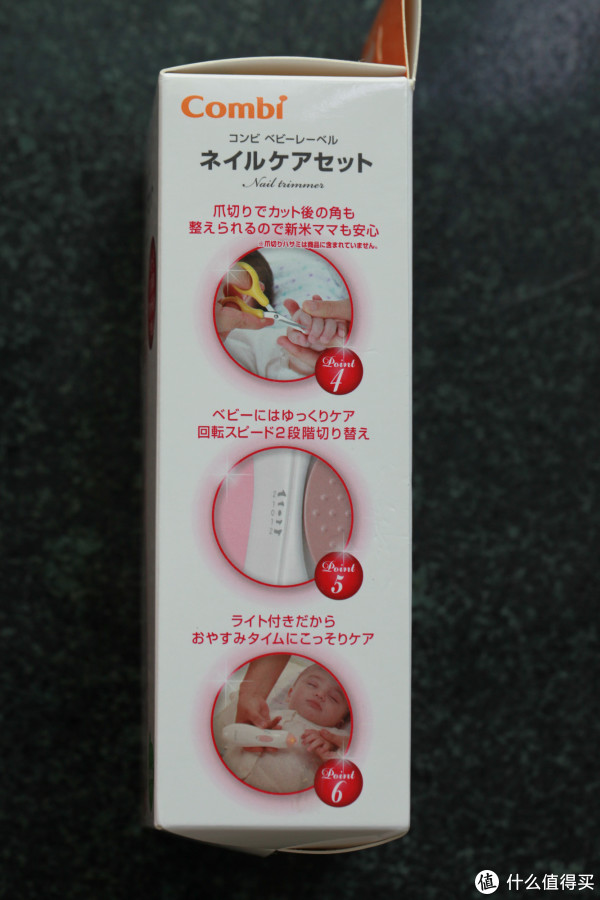 Combi
コンビ ベビーレーベル
ネイルケアセット
Nail trimmer
爪切りでカット後の角も
整えられるので新米ママも安心
※爪切りハサミは商品に含まれていません。
Point
4
ベビーにはゆっくりケア
回転スピード2段階切り替え
Point
5
ライト付きだから
おやすみタイムにこっそりケア
Point
6
值 什么值得买